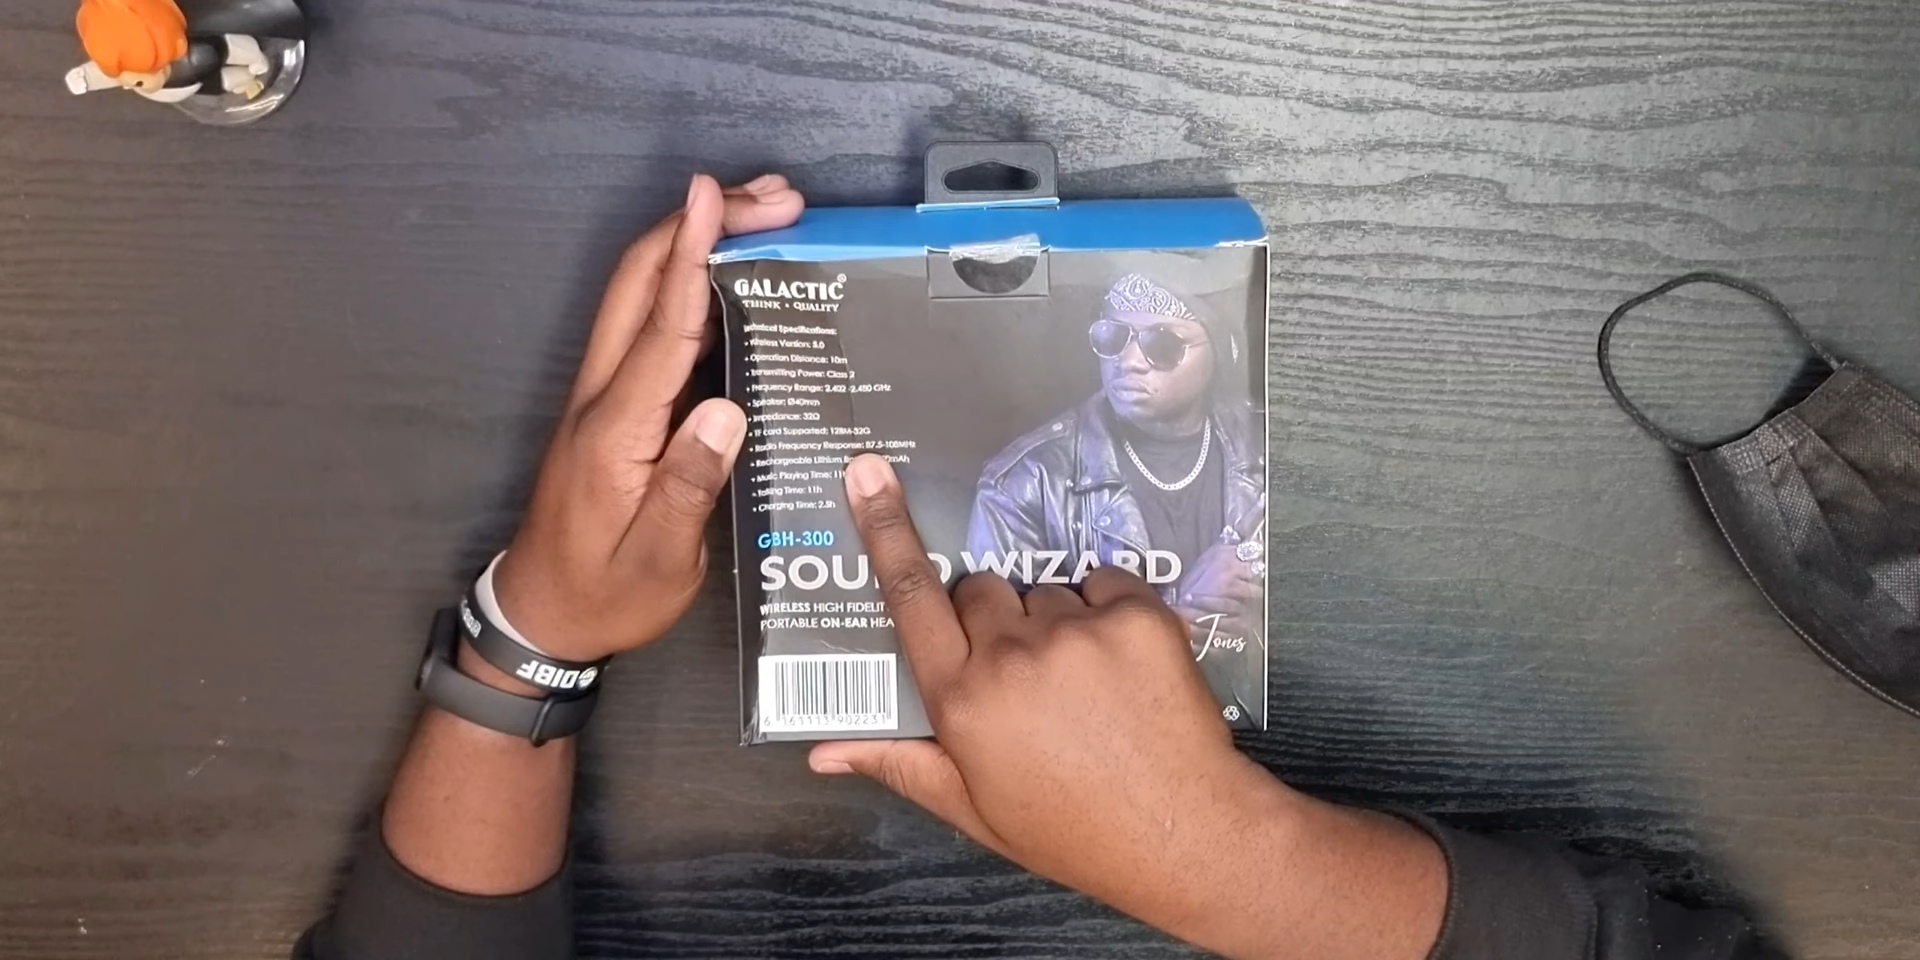 GALACTIC®
THINK • QUALITY
Technical Specifications:
• Wireless Version: 5.0
• Operation Distance: 10m
• Transmitting Power: Class 2
• Frequency Range: 2.402 -2.480 GHz
• Speaker: Ø40mm
• Impedance: 32Ω
• TF card Supported: 128M-32G
• Radio Frequency Response: 87.5-108MHz
• Rechargeable Lithium
• Music Playing Time:
• Talking Time: 11h
• Charging Time: 2.5h
GBH-300
SOUND WIZARD
WIRELESS HIGH FIDELIT
PORTABLE ON-EAR HEA
Jones
6 161113 902231
DIBF